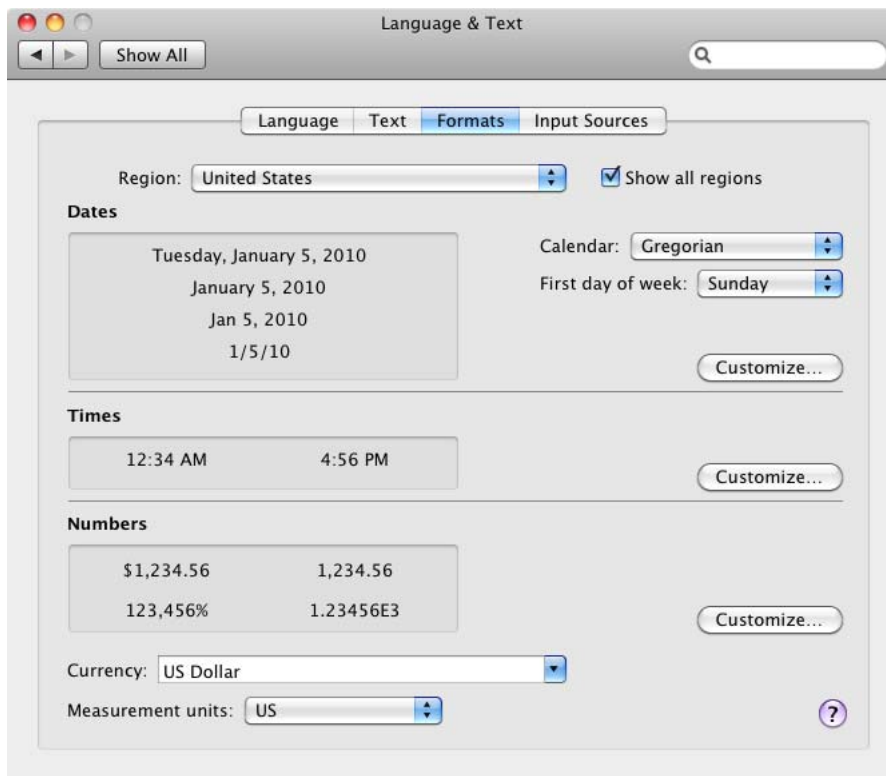 Language & Text
Show All
Language Text Formats Input Sources
Region: United States Show all regions
Dates
Tuesday, January 5, 2010
January 5, 2010
Jan 5, 2010
1/5/10
Calendar: Gregorian
First day of week: Sunday
Customize...
Times
12:34 AM 4:56 PM
Customize...
Numbers
$1,234.56 1,234.56
123,456% 1.23456E3
Customize...
Currency: US Dollar
Measurement units: US
?